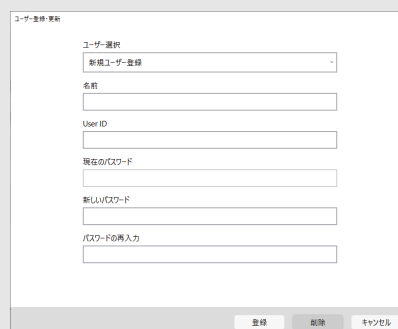 ユーザー登録・更新
ユーザー選択
新規ユーザー登録
名前
User ID
現在のパスワード
新しいパスワード
パスワードの再入力
登録 削除 キャンセル